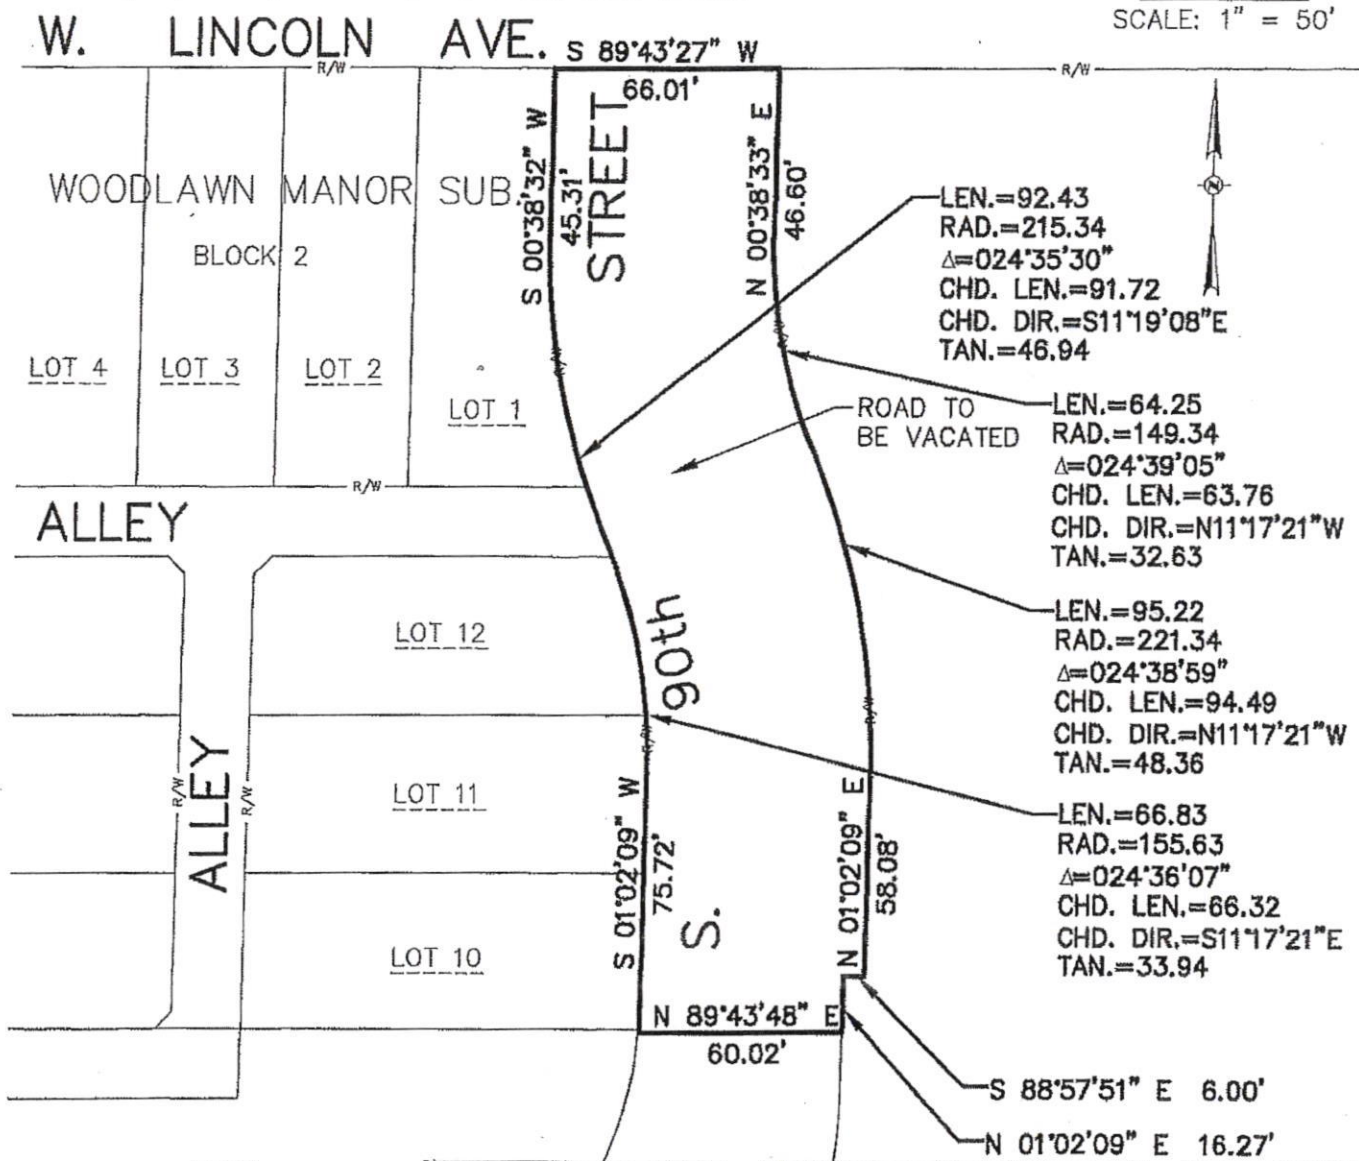 SCALE: 1" = 50'
W. LINCOLN AVE.
S 89°43'27" W
66.01'
R/W
R/W
S 00°38'32" W
45.31'
STREET
N 00°38'33" E
46.60'
WOODLAWN MANOR SUB.
BLOCK 2
LOT 4
LOT 3
LOT 2
LOT 1
R/W
R/W
R/W
N
LEN.=92.43
RAD.=215.34
Δ=024°35'30"
CHD. LEN.=91.72
CHD. DIR.=S11°19'08"E
TAN.=46.94
ROAD TO
BE VACATED
LEN.=64.25
RAD.=149.34
Δ=024°39'05"
CHD. LEN.=63.76
CHD. DIR.=N11°17'21"W
TAN.=32.63
ALLEY
LOT 12
90th
LEN.=95.22
RAD.=221.34
Δ=024°38'59"
CHD. LEN.=94.49
CHD. DIR.=N11°17'21"W
TAN.=48.36
R/W
R/W
ALLEY
R/W
R/W
LOT 11
S 01°02'09" W
75.72'
S.
N 01°02'09" E
58.08'
LEN.=66.83
RAD.=155.63
Δ=024°36'07"
CHD. LEN.=66.32
CHD. DIR.=S11°17'21"E
TAN.=33.94
LOT 10
N 89°43'48" E
60.02'
S 88°57'51" E 6.00'
N 01°02'09" E 16.27'